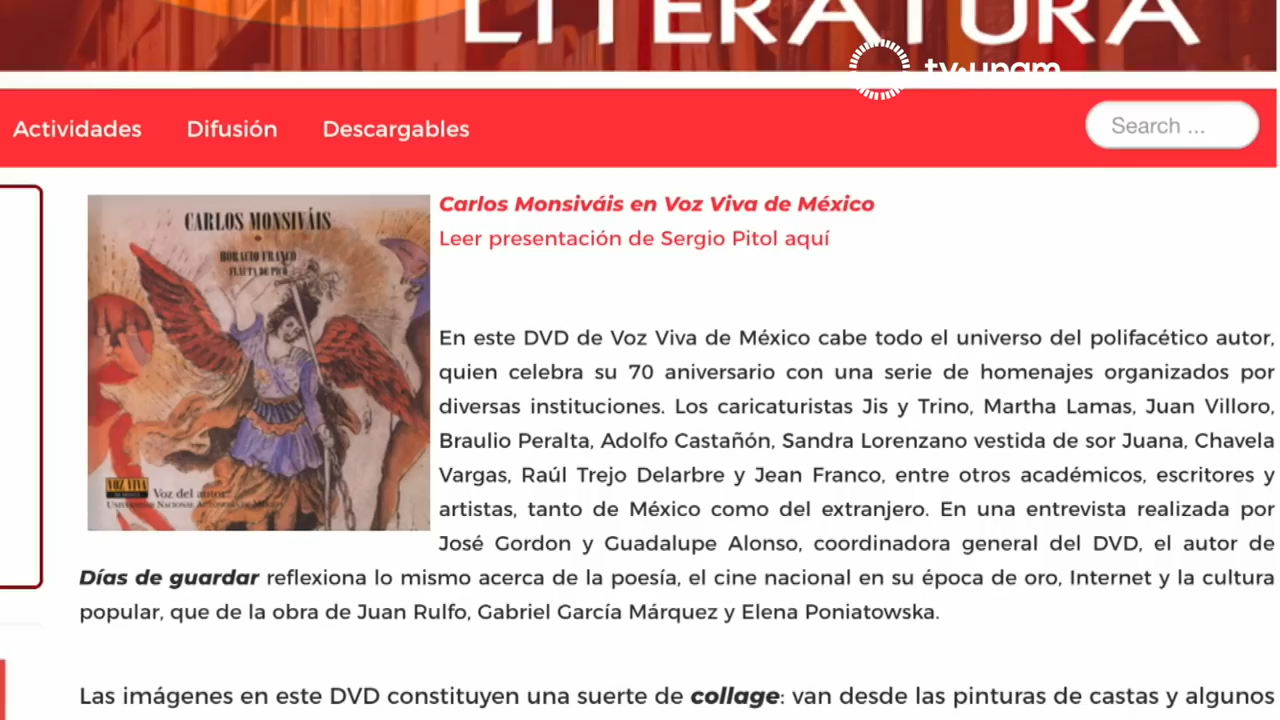 LITERATURA
tv·unam
Actividades Difusión Descargables
Search ...
CARLOS MONSIVÁIS
HORACIO FRANCO
FLAUTA DE PICO
VOZ VIVA
DE MÉXICO
Voz del autor
UNIVERSIDAD NACIONAL AUTÓNOMA DE MÉXICO
Carlos Monsiváis en Voz Viva de México
Leer presentación de Sergio Pitol aquí
En este DVD de Voz Viva de México cabe todo el universo del polifacético autor,
quien celebra su 70 aniversario con una serie de homenajes organizados por
diversas instituciones. Los caricaturistas Jis y Trino, Martha Lamas, Juan Villoro,
Braulio Peralta, Adolfo Castañón, Sandra Lorenzano vestida de sor Juana, Chavela
Vargas, Raúl Trejo Delarbre y Jean Franco, entre otros académicos, escritores y
artistas, tanto de México como del extranjero. En una entrevista realizada por
José Gordon y Guadalupe Alonso, coordinadora general del DVD, el autor de
Días de guardar reflexiona lo mismo acerca de la poesía, el cine nacional en su época de oro, Internet y la cultura
popular, que de la obra de Juan Rulfo, Gabriel García Márquez y Elena Poniatowska.
Las imágenes en este DVD constituyen una suerte de collage: van desde las pinturas de castas y algunos